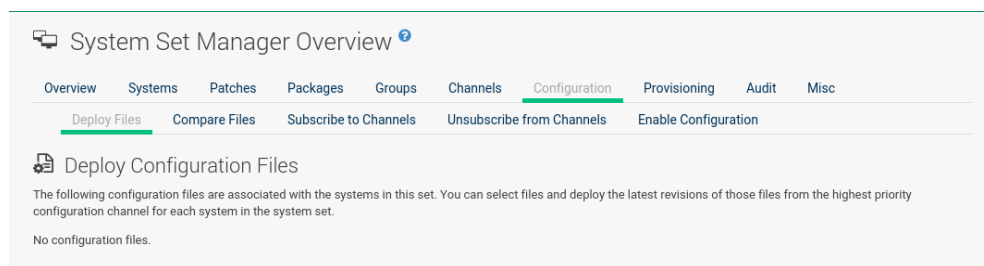 System Set Manager Overview ?
Overview Systems Patches Packages Groups Channels Configuration Provisioning Audit Misc
Deploy Files Compare Files Subscribe to Channels Unsubscribe from Channels Enable Configuration
Deploy Configuration Files
The following configuration files are associated with the systems in this set. You can select files and deploy the latest revisions of those files from the highest priority
configuration channel for each system in the system set.
No configuration files.